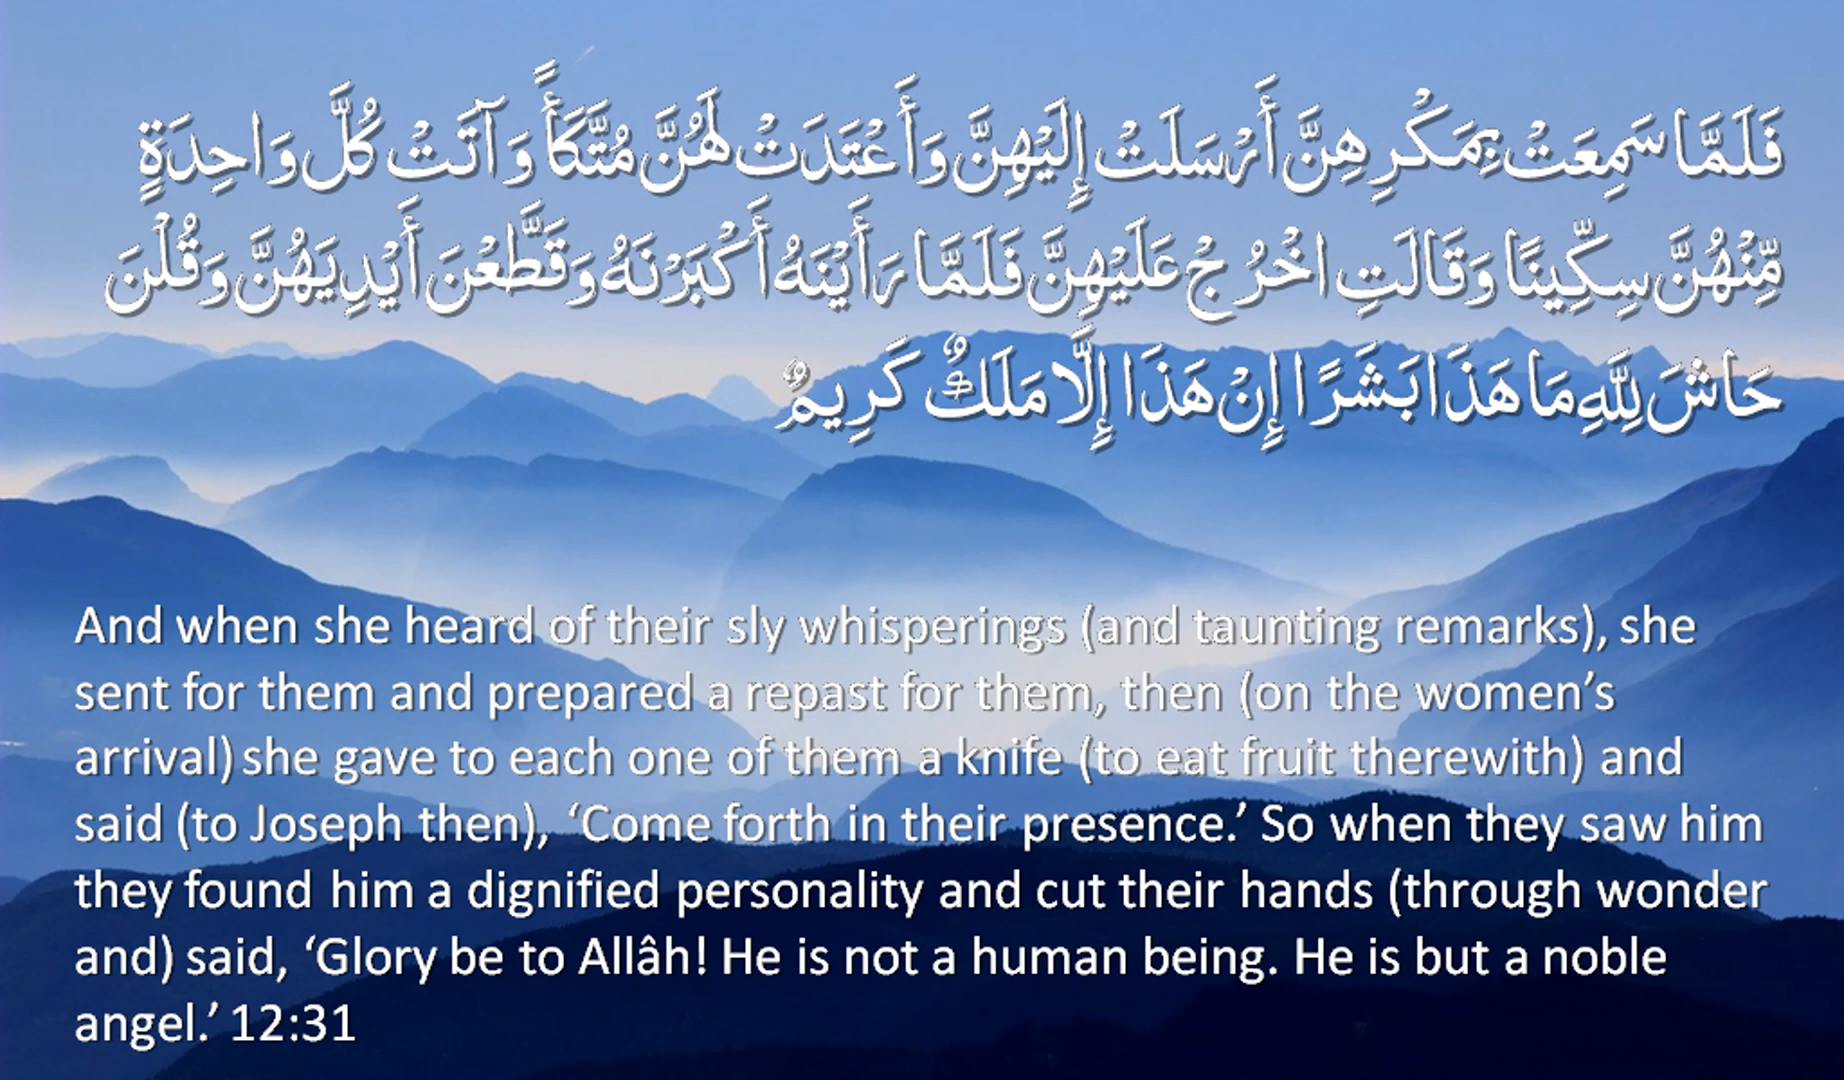 فَلَمَّا سَمِعَتْ بِمَكْرِهِنَّ أَرْسَلَتْ إِلَيْهِنَّ وَأَعْتَدَتْ لَهُنَّ مُتَّكَأً وَآتَتْ كُلَّ وَاحِدَةٍ
مِّنْهُنَّ سِكِّينًا وَقَالَتِ اخْرُجْ عَلَيْهِنَّ فَلَمَّا رَأَيْنَهُ أَكْبَرْنَهُ وَقَطَّعْنَ أَيْدِيَهُنَّ وَقُلْنَ
حَاشَ لِلَّهِ مَا هَذَا بَشَرًا إِنْ هَذَا إِلَّا مَلَكٌ كَرِيمٌ
And when she heard of their sly whisperings (and taunting remarks), she
sent for them and prepared a repast for them, then (on the women’s
arrival) she gave to each one of them a knife (to eat fruit therewith) and
said (to Joseph then), ‘Come forth in their presence.’ So when they saw him
they found him a dignified personality and cut their hands (through wonder
and) said, ‘Glory be to Allâh! He is not a human being. He is but a noble
angel.’ 12:31